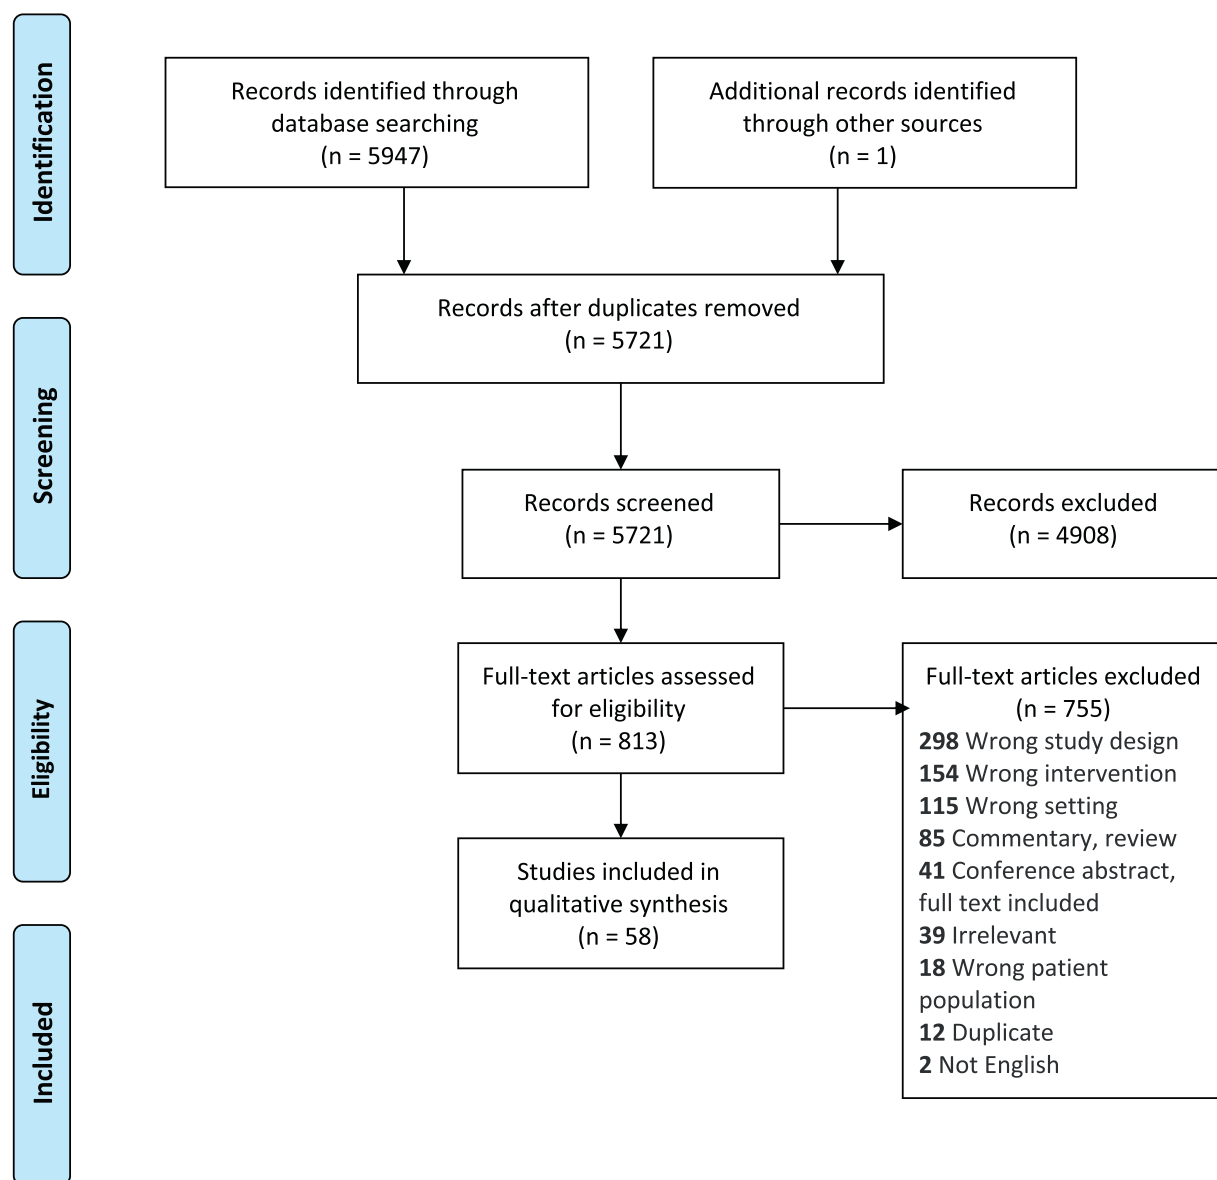 Identification
Records identified through
database searching
(n = 5947)
Additional records identified
through other sources
(n = 1)
Records after duplicates removed
(n = 5721)
Screening
Records screened
(n = 5721)
Records excluded
(n = 4908)
Eligibility
Full-text articles assessed
for eligibility
(n = 813)
Full-text articles excluded
(n = 755)
298 Wrong study design
154 Wrong intervention
115 Wrong setting
85 Commentary, review
41 Conference abstract,
full text included
39 Irrelevant
18 Wrong patient
population
12 Duplicate
2 Not English
Studies included in
qualitative synthesis
(n = 58)
Included